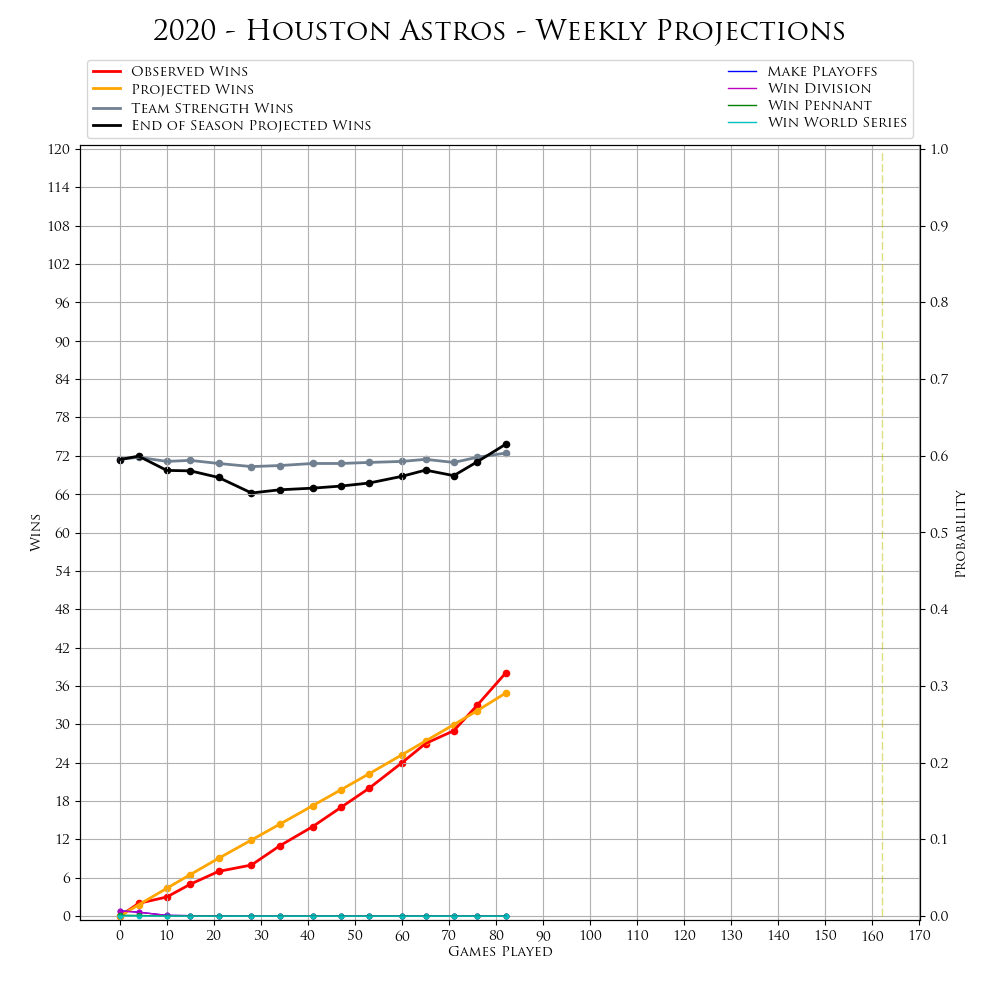 2020 - Houston Astros - Weekly Projections
Observed Wins
Projected Wins
Team Strength Wins
End of Season Projected Wins
Make Playoffs
Win Division
Win Pennant
Win World Series
120
114
108
102
96
90
84
78
72
66
60
54
48
42
36
30
24
18
12
6
0
Wins
1.0
0.9
0.8
0.7
0.6
0.5
0.4
0.3
0.2
0.1
0.0
Probability
0 10 20 30 40 50 60 70 80 90 100 110 120 130 140 150 160 170
Games Played